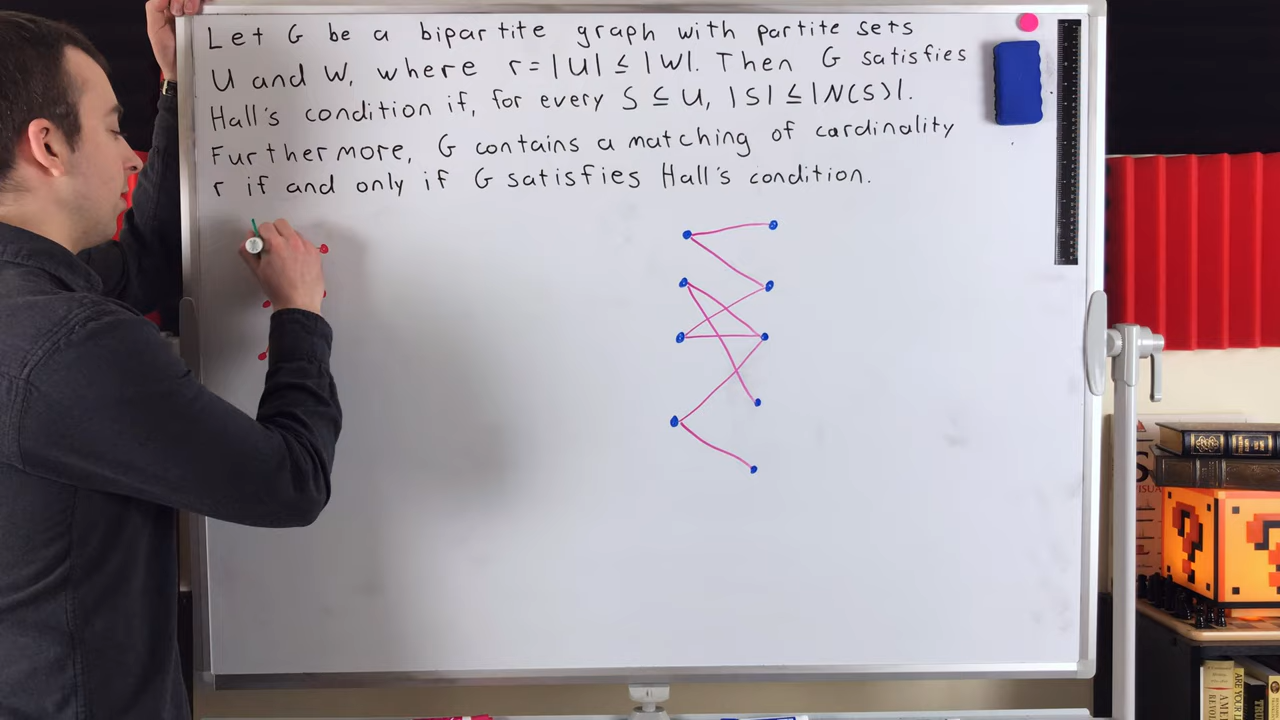 Let G be a bipartite graph with partite sets
U and W, where r=|U| ≤ |W|. Then G satisfies
Hall's condition if, for every S ⊆ U, |S| ≤ |N(S)|.
Furthermore, G contains a matching of cardinality
r if and only if G satisfies Hall's condition.